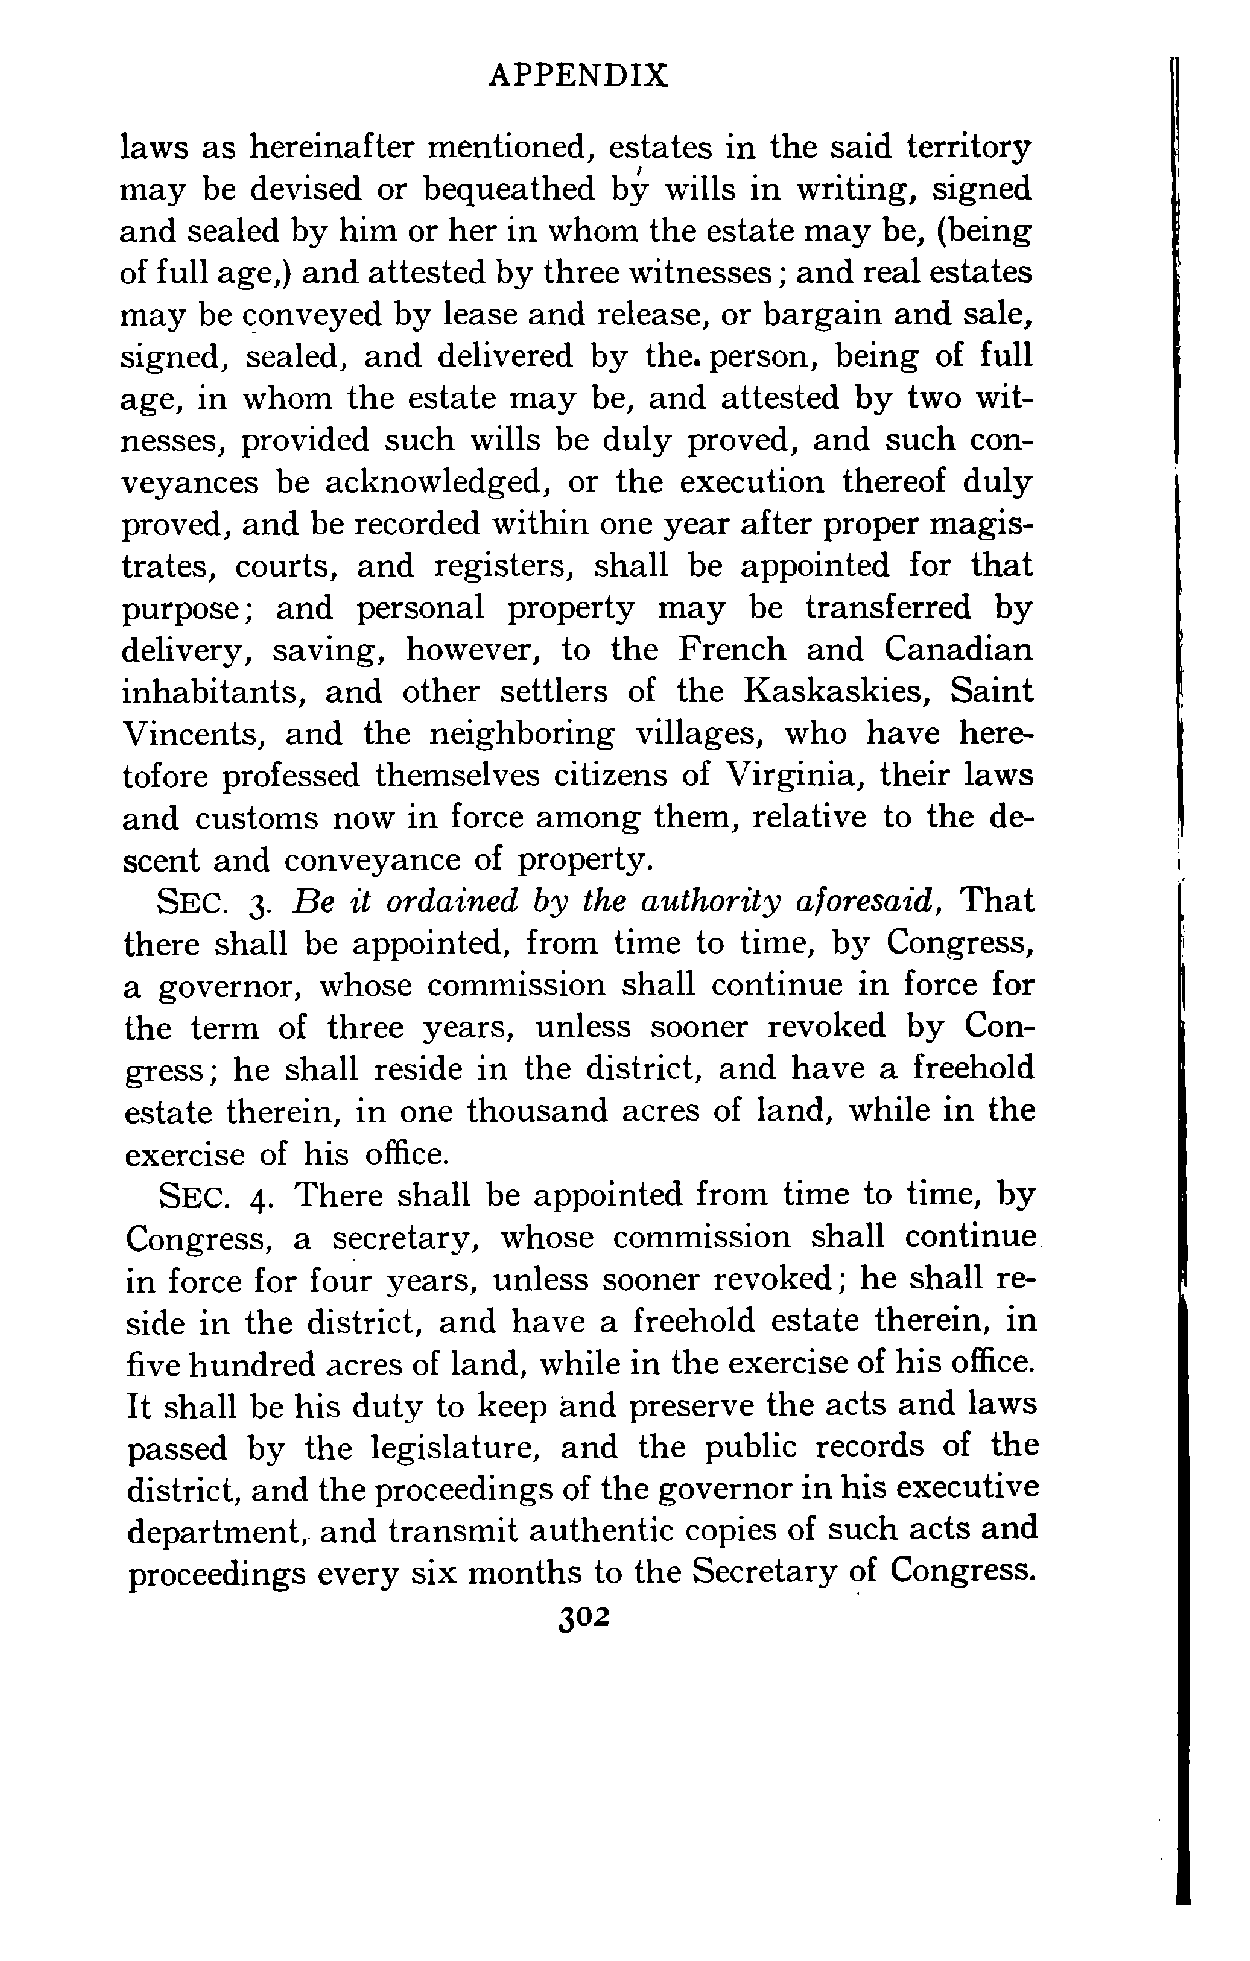 APPENDIX
laws as hereinafter mentioned, estates in the said territory
may be devised or bequeathed by wills in writing, signed
and sealed by him or her in whom the estate may be, (being
of full age,) and attested by three witnesses; and real estates
may be conveyed by lease and release, or bargain and sale,
signed, sealed, and delivered by the. person, being of full
age, in whom the estate may be, and attested by two wit-
nesses, provided such wills be duly proved, and such con-
veyances be acknowledged, or the execution thereof duly
proved, and be recorded within one year after proper magis-
trates, courts, and registers, shall be appointed for that
purpose; and personal property may be transferred by
delivery, saving, however, to the French and Canadian
inhabitants, and other settlers of the Kaskaskies, Saint
Vincents, and the neighboring villages, who have here-
tofore professed themselves citizens of Virginia, their laws
and customs now in force among them, relative to the de-
scent and conveyance of property.
SEC. 3. Be it ordained by the authority aforesaid, That
there shall be appointed, from time to time, by Congress,
a governor, whose commission shall continue in force for
the term of three years, unless sooner revoked by Con-
gress; he shall reside in the district, and have a freehold
estate therein, in one thousand acres of land, while in the
exercise of his office.
SEC. 4. There shall be appointed from time to time, by
Congress, a secretary, whose commission shall continue
in force for four years, unless sooner revoked; he shall re-
side in the district, and have a freehold estate therein, in
five hundred acres of land, while in the exercise of his office.
It shall be his duty to keep and preserve the acts and laws
passed by the legislature, and the public records of the
district, and the proceedings of the governor in his executive
department, and transmit authentic copies of such acts and
proceedings every six months to the Secretary of Congress.
302